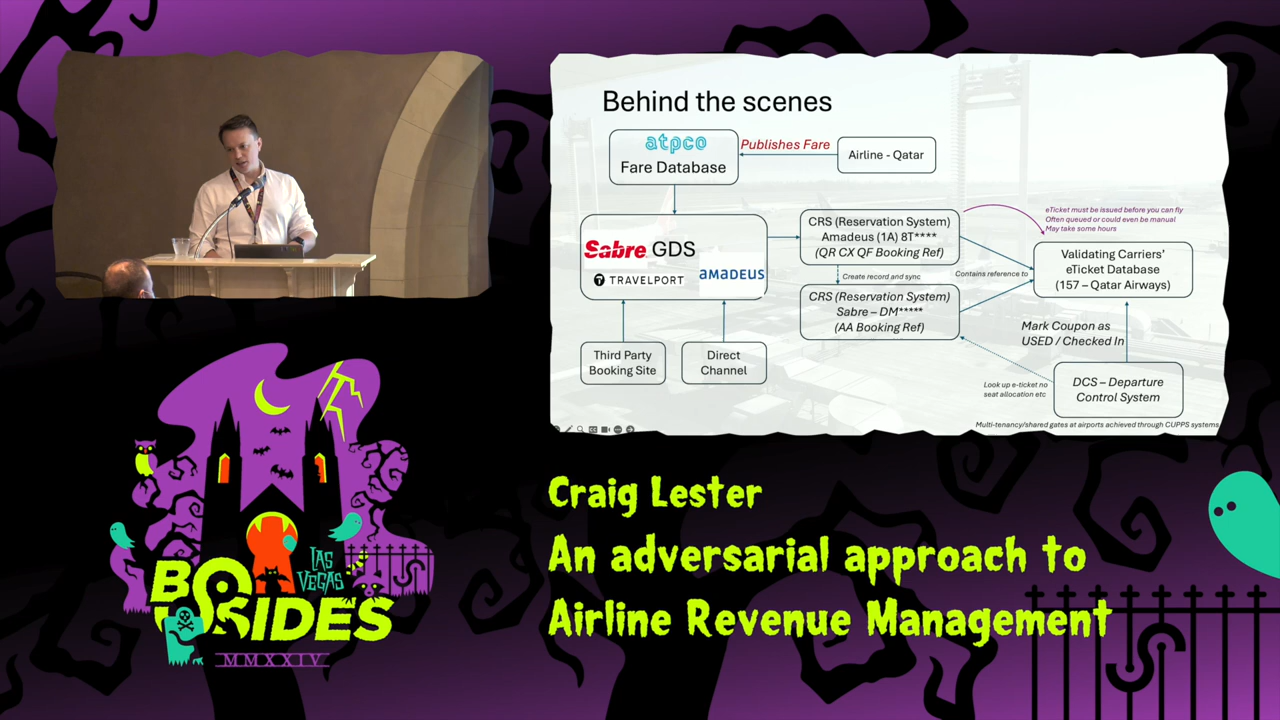 Behind the scenes
atpco
Fare Database
Publishes Fare
Airline - Qatar
Sabre GDS
TRAVELPORT
AMADEUS
Third Party
Booking Site
Direct
Channel
CRS (Reservation System)
Amadeus (1A) 8T****
(QR CX QF Booking Ref)
Create record and sync
CRS (Reservation System)
Sabre – DM*****
(AA Booking Ref)
eTicket must be issued before you can fly
Often queued or could even be manual
May take some hours
Contains reference to
Validating Carriers’
eTicket Database
(157 – Qatar Airways)
Mark Coupon as
USED / Checked In
Look up e-ticket no
seat allocation etc
DCS – Departure
Control System
Multi-tenancy/shared gates at airports achieved through CUPPS systems
BSIDES
LAS
VEGAS
MMXXIV
Craig Lester
An adversarial approach to
Airline Revenue Management